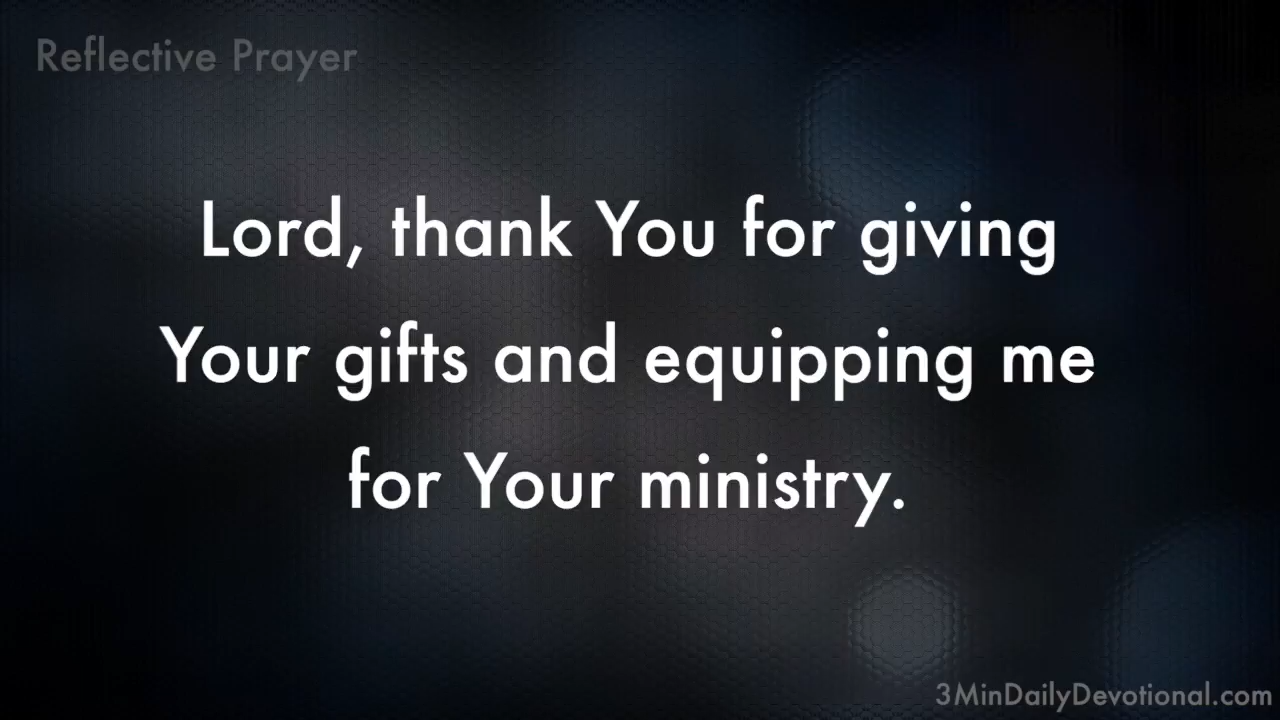 Reflective Prayer
Lord, thank You for giving
Your gifts and equipping me
for Your ministry.
3MinDailyDevotional.com